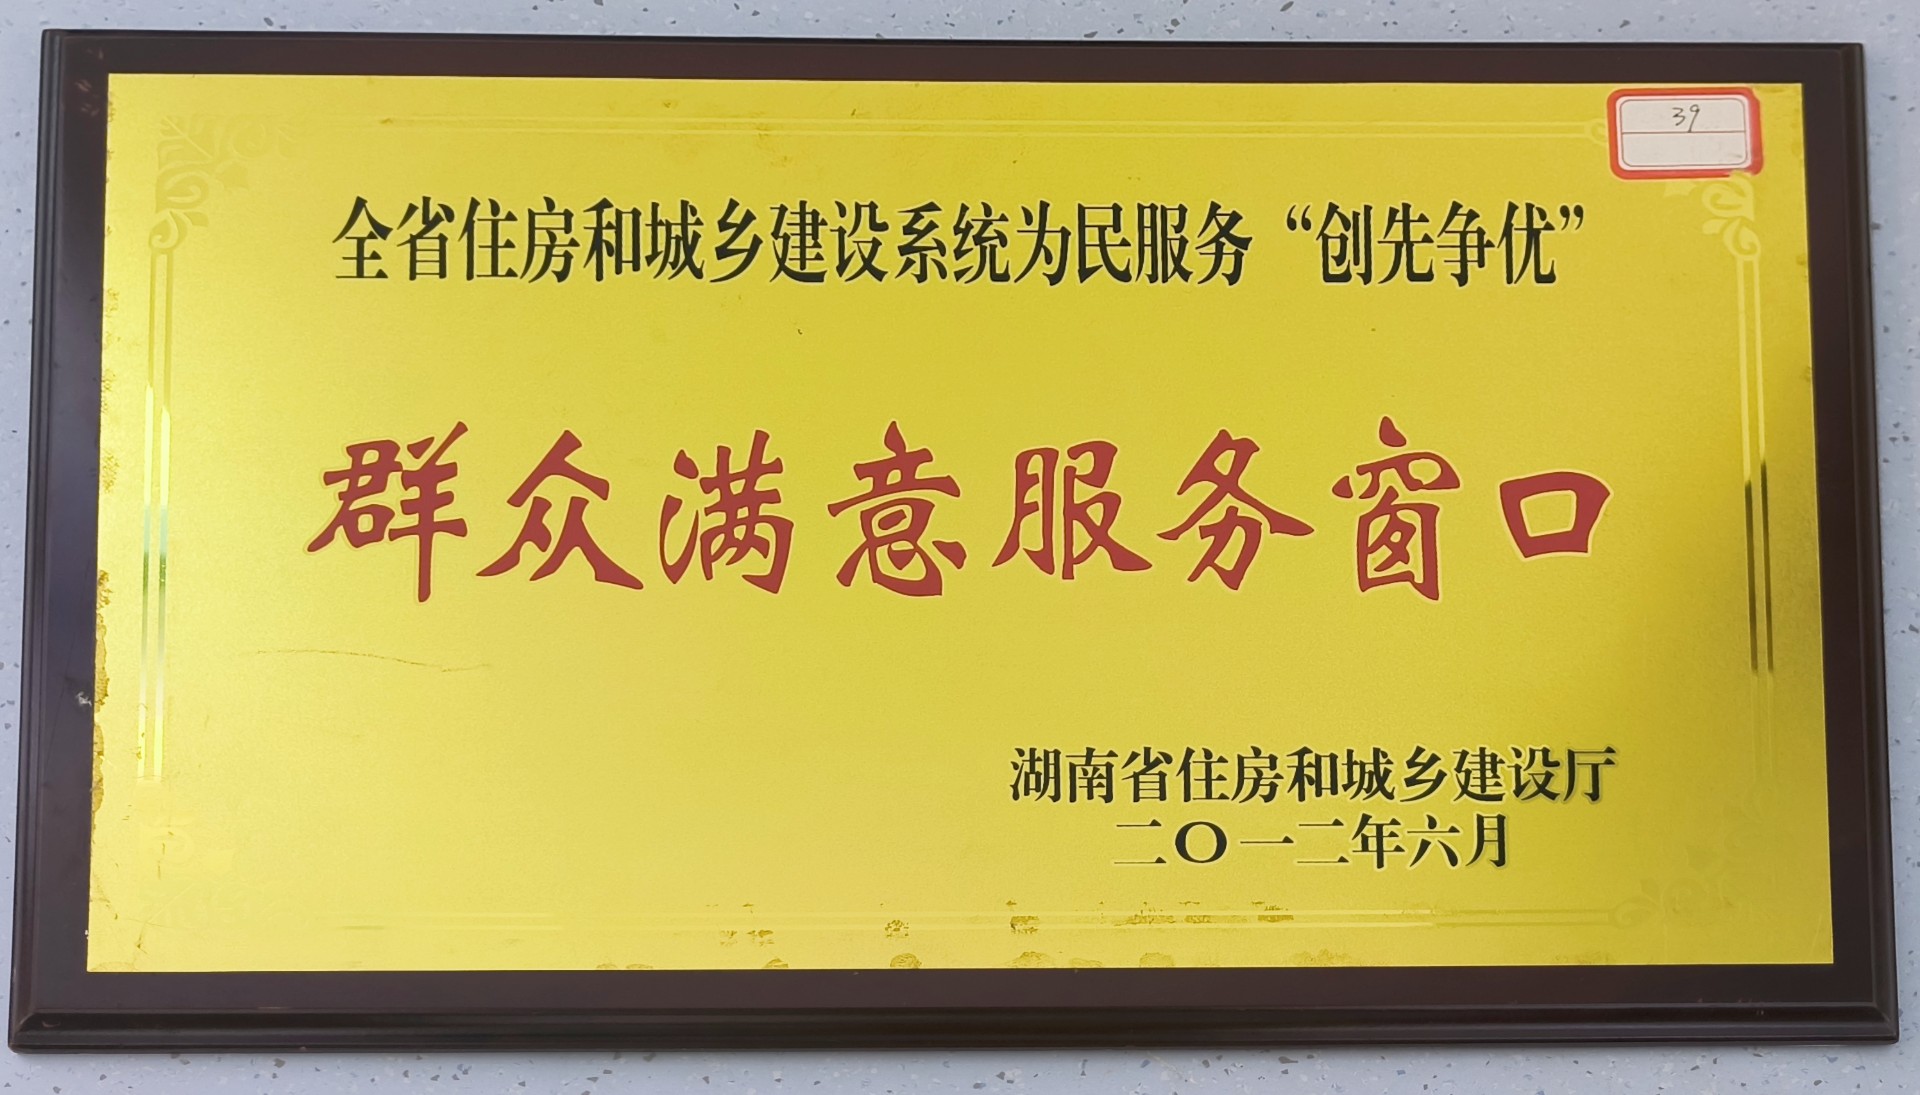 39
全省住房和城乡建设系统为民服务“创先争优”
群众满意服务窗口
湖南省住房和城乡建设厅
二〇一二年六月